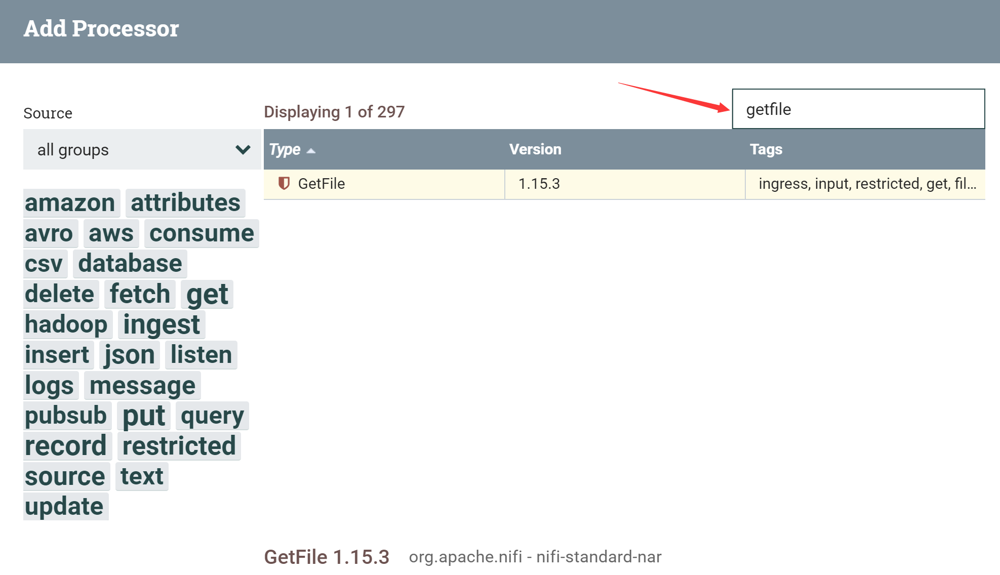 Add Processor
Source
Displaying 1 of 297
getfile
all groups
Type Version Tags
GetFile 1.15.3 ingress, input, restricted, get, fil...
amazon attributes
avro aws consume
csv database
delete fetch get
hadoop ingest
insert json listen
logs message
pubsub put query
record restricted
source text
update
GetFile 1.15.3 org.apache.nifi - nifi-standard-nar